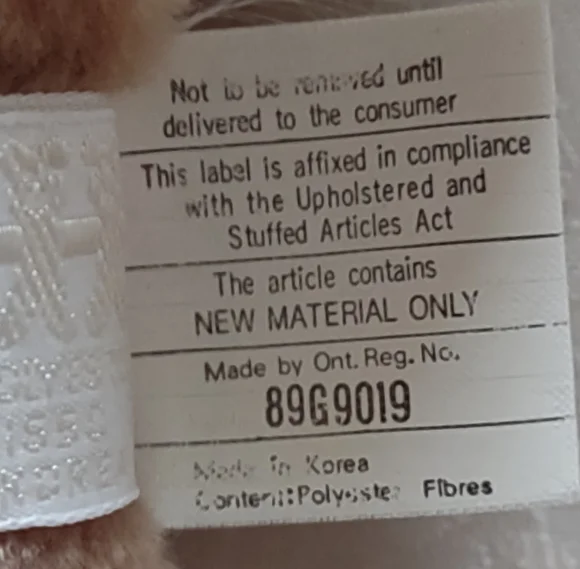 Not to be removed until
delivered to the consumer
This label is affixed in compliance
with the Upholstered and
Stuffed Articles Act
The article contains
NEW MATERIAL ONLY
Made by Ont. Reg. No.
89G9019
Made in Korea
Content: Polyester Fibres